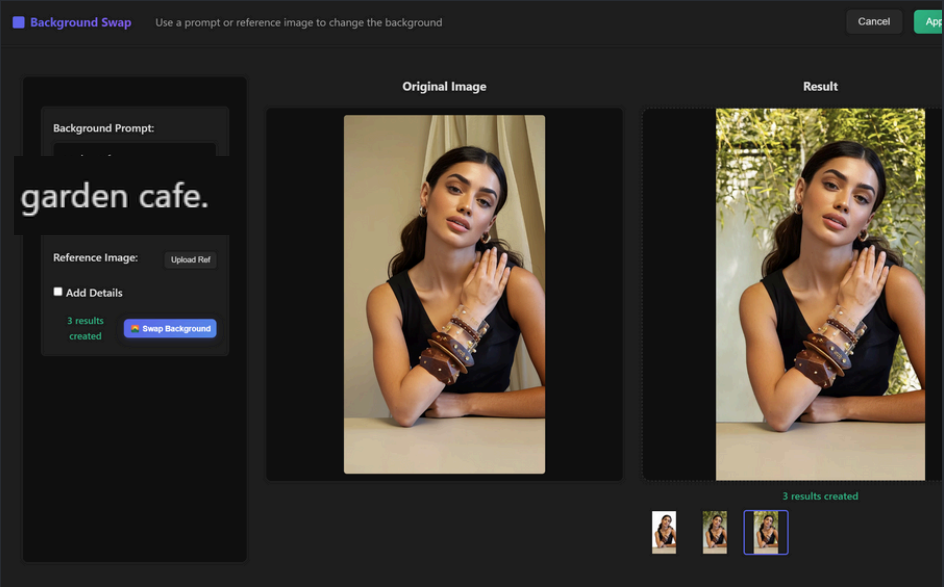 Background Swap
Use a prompt or reference image to change the background
Cancel
Original Image
Result
Background Prompt:
garden cafe.
Reference Image:
Upload Ref
Add Details
3 results
created
Swap Background
3 results created